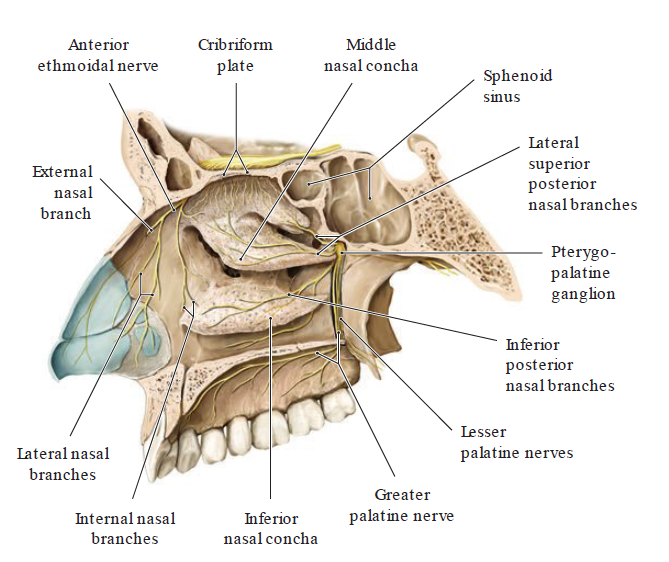 Anterior
ethmoidal nerve
Cribriform
plate
Middle
nasal concha
Sphenoid
sinus
Lateral
superior
posterior
nasal branches
External
nasal
branch
Pterygo-
palatine
ganglion
Inferior
posterior
nasal branches
Lesser
palatine nerves
Lateral nasal
branches
Greater
palatine nerve
Internal nasal
branches
Inferior
nasal concha